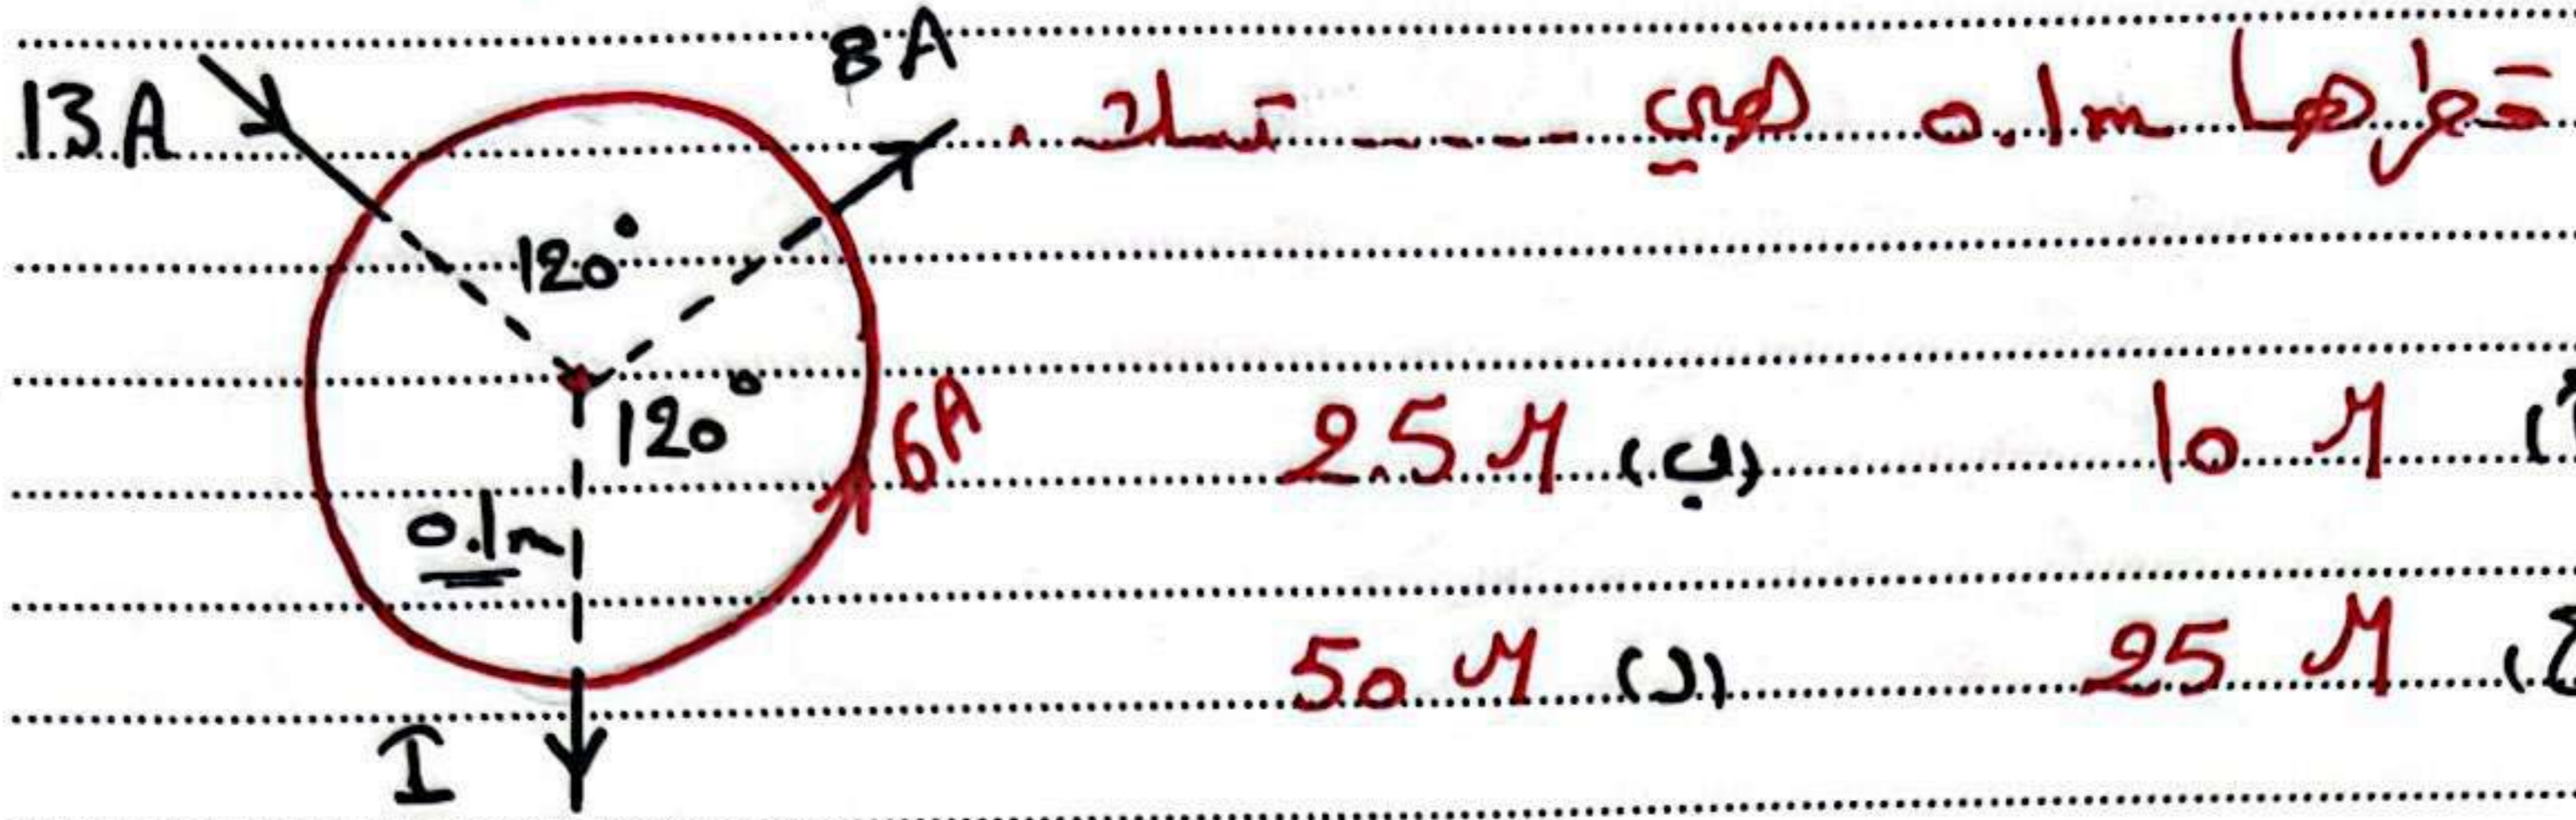 قطرها 0.1m هي ------ تسلا.
13A
8A
120°
120°
6A
0.1m
I
(أ 10 μ
(ب) 2.5 μ
(ج 25 μ
(د) 50 μ